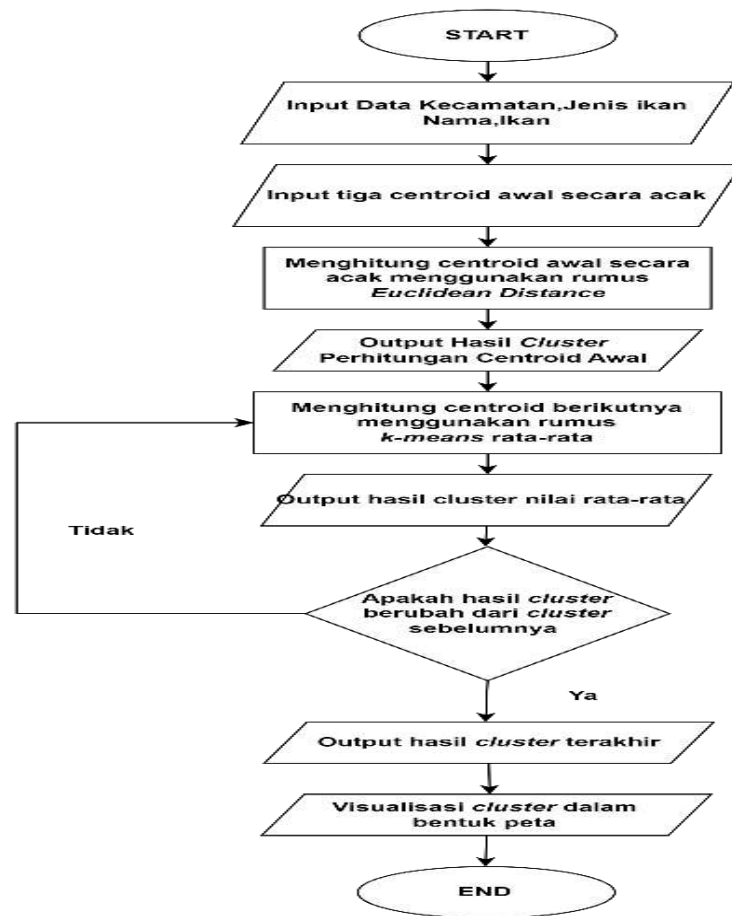 START
Input Data Kecamatan,Jenis ikan
Nama,Ikan
Input tiga centroid awal secara acak
Menghitung centroid awal secara
acak menggunakan rumus
Euclidean Distance
Output Hasil Cluster
Perhitungan Centroid Awal
Menghitung centroid berikutnya
menggunakan rumus
k-means rata-rata
Output hasil cluster nilai rata-rata
Tidak
Apakah hasil cluster
berubah dari cluster
sebelumnya
Ya
Output hasil cluster terakhir
Visualisasi cluster dalam
bentuk peta
END